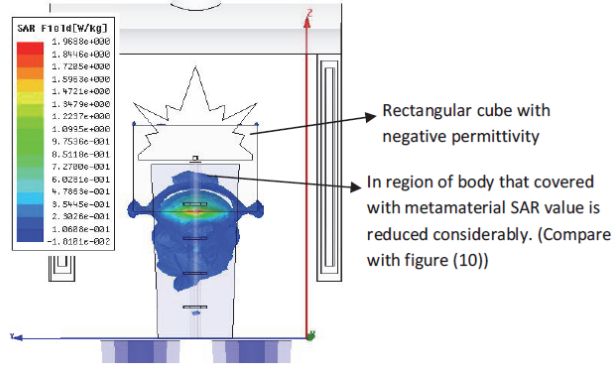 SAR Field[W/kg]
1.9688e+000
1.8446e+000
1.7205e+000
1.5963e+000
1.4721e+000
1.3479e+000
1.2237e+000
1.0995e+000
9.7536e-001
8.5118e-001
7.2700e-001
6.0281e-001
4.7863e-001
3.5445e-001
2.3026e-001
1.0608e-001
-1.8101e-002
Z
Rectangular cube with
negative permittivity
In region of body that covered
with metamaterial SAR value is
reduced considerably. (Compare
with figure (10))
Y